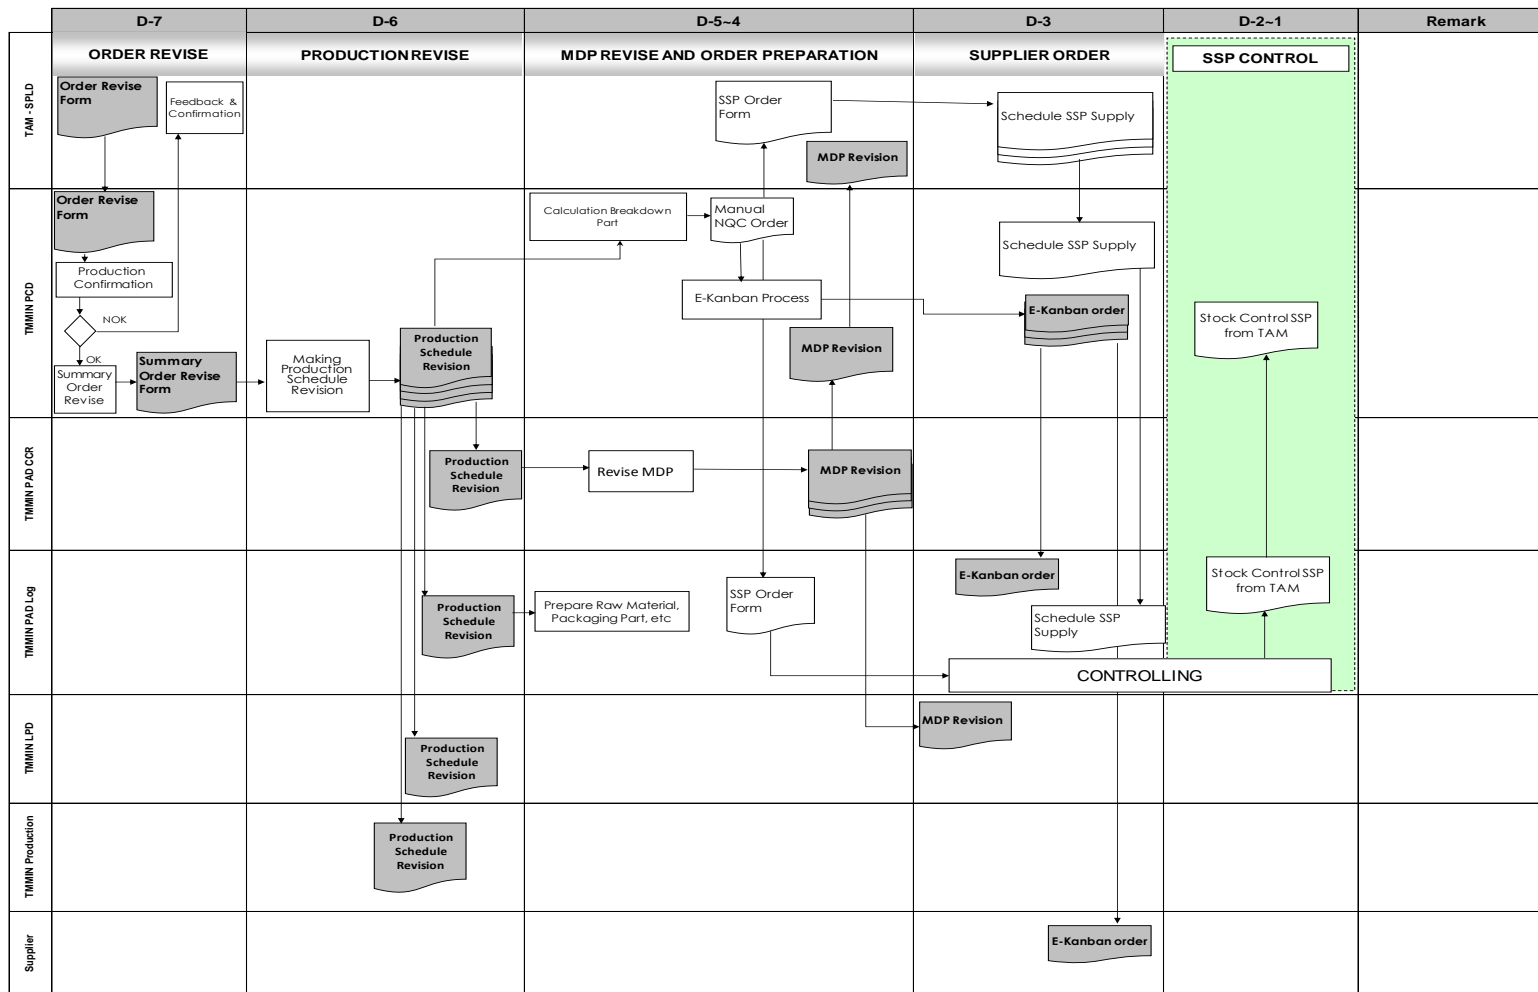 D-7
D-6
D-5~4
D-3
D-2~1
Remark
ORDER REVISE
PRODUCTION REVISE
MDP REVISE AND ORDER PREPARATION
SUPPLIER ORDER
SSP CONTROL
TAM - SPLD
Order Revise
Form
Feedback &
Confirmation
SSP Order
Form
MDP Revision
Schedule SSP Supply
TMMIN PCD
Order Revise
Form
Production
Confirmation
NOK
OK
Summary
Order
Revise
Summary
Order Revise
Form
Making
Production
Schedule
Revision
Production
Schedule
Revision
Calculation Breakdown
Part
Manual
NQC Order
E-Kanban Process
MDP Revision
Schedule SSP Supply
E-Kanban order
Stock Control SSP
from TAM
TMMIN PAD CCR
Production
Schedule
Revision
Revise MDP
MDP Revision
TMMIN PAD Log
Production
Schedule
Revision
Prepare Raw Material,
Packaging Part, etc
SSP Order
Form
E-Kanban order
Schedule SSP
Supply
Stock Control SSP
from TAM
CONTROLLING
TMMIN LPD
Production
Schedule
Revision
MDP Revision
TMMIN Production
Production
Schedule
Revision
Supplier
E-Kanban order